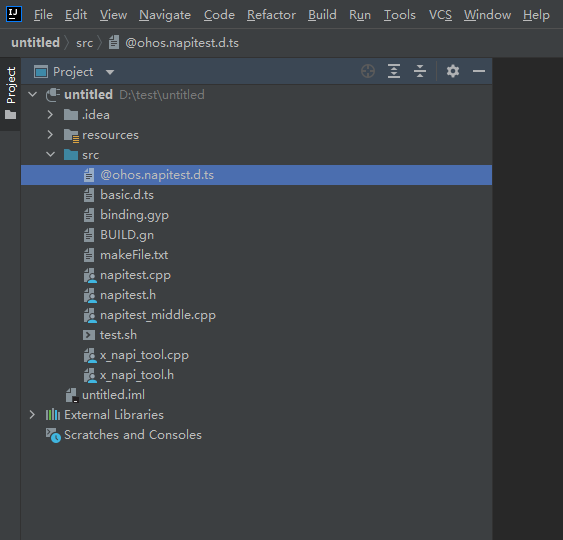 IJ File Edit View Navigate Code Refactor Build Run Tools VCS Window Help
untitled src @ohos.napitest.d.ts
Project
Project
untitled D:\test\untitled
.idea
resources
src
@ohos.napitest.d.ts
basic.d.ts
binding.gyp
BUILD.gn
makeFile.txt
napitest.cpp
napitest.h
napitest_middle.cpp
test.sh
x_napi_tool.cpp
x_napi_tool.h
untitled.iml
External Libraries
Scratches and Consoles